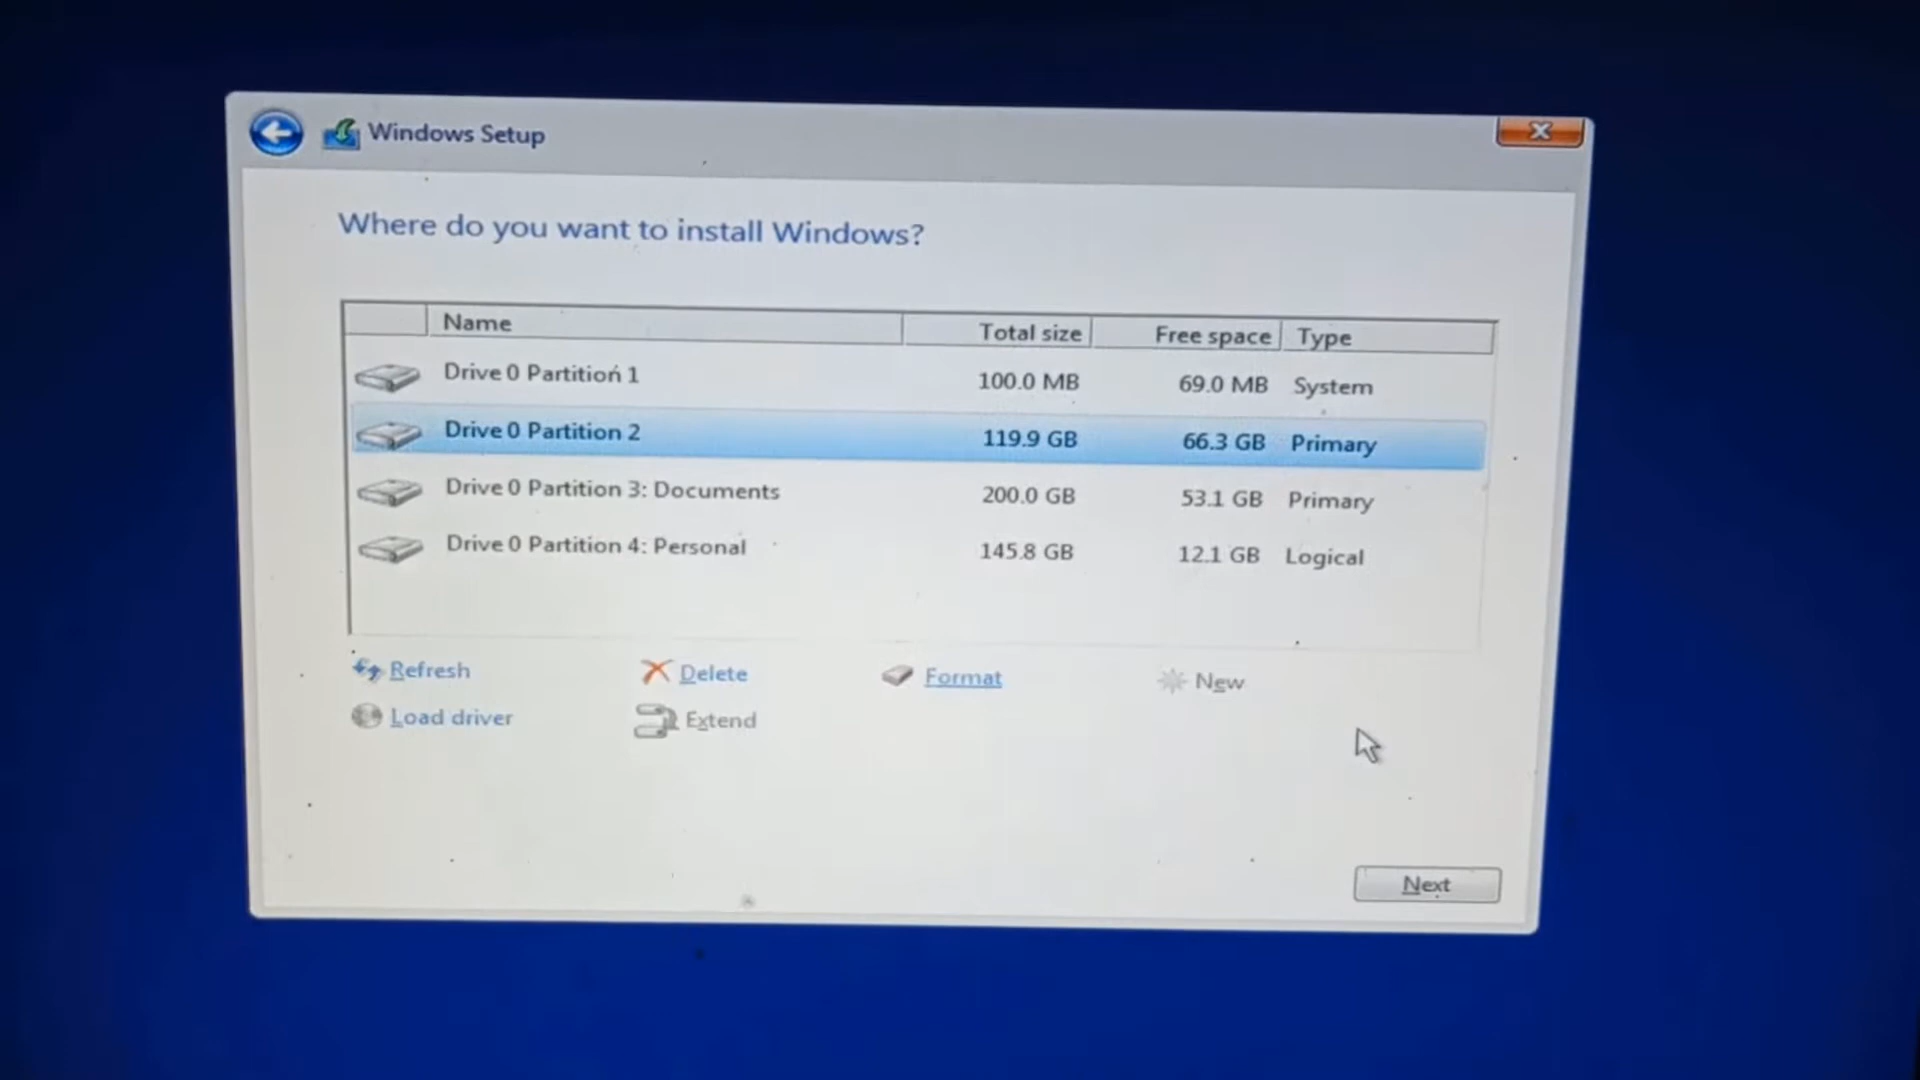 Windows Setup
Where do you want to install Windows?
Name Total size Free space Type
Drive 0 Partition 1 100.0 MB 69.0 MB System
Drive 0 Partition 2 119.9 GB 66.3 GB Primary
Drive 0 Partition 3: Documents 200.0 GB 53.1 GB Primary
Drive 0 Partition 4: Personal 145.8 GB 12.1 GB Logical
Refresh Delete Format New
Load driver Extend
Next